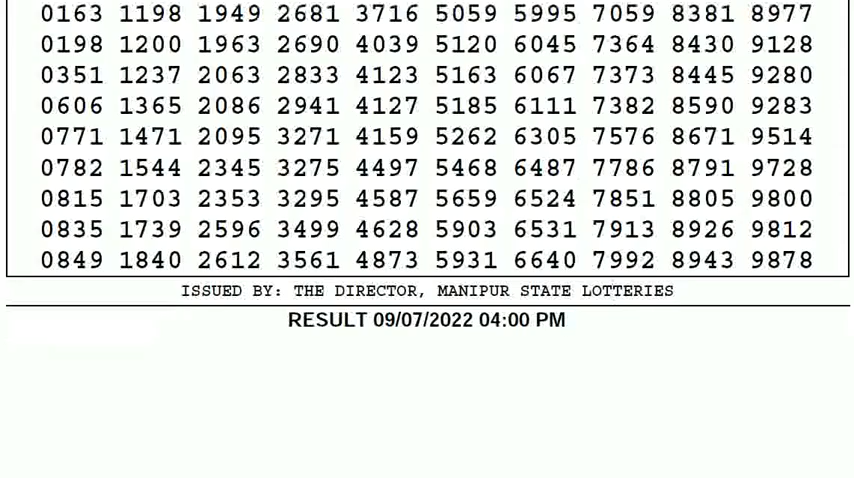 0163 1198 1949 2681 3716 5059 5995 7059 8381 8977
0198 1200 1963 2690 4039 5120 6045 7364 8430 9128
0351 1237 2063 2833 4123 5163 6067 7373 8445 9280
0606 1365 2086 2941 4127 5185 6111 7382 8590 9283
0771 1471 2095 3271 4159 5262 6305 7576 8671 9514
0782 1544 2345 3275 4497 5468 6487 7786 8791 9728
0815 1703 2353 3295 4587 5659 6524 7851 8805 9800
0835 1739 2596 3499 4628 5903 6531 7913 8926 9812
0849 1840 2612 3561 4873 5931 6640 7992 8943 9878
ISSUED BY: THE DIRECTOR, MANIPUR STATE LOTTERIES
RESULT 09/07/2022 04:00 PM